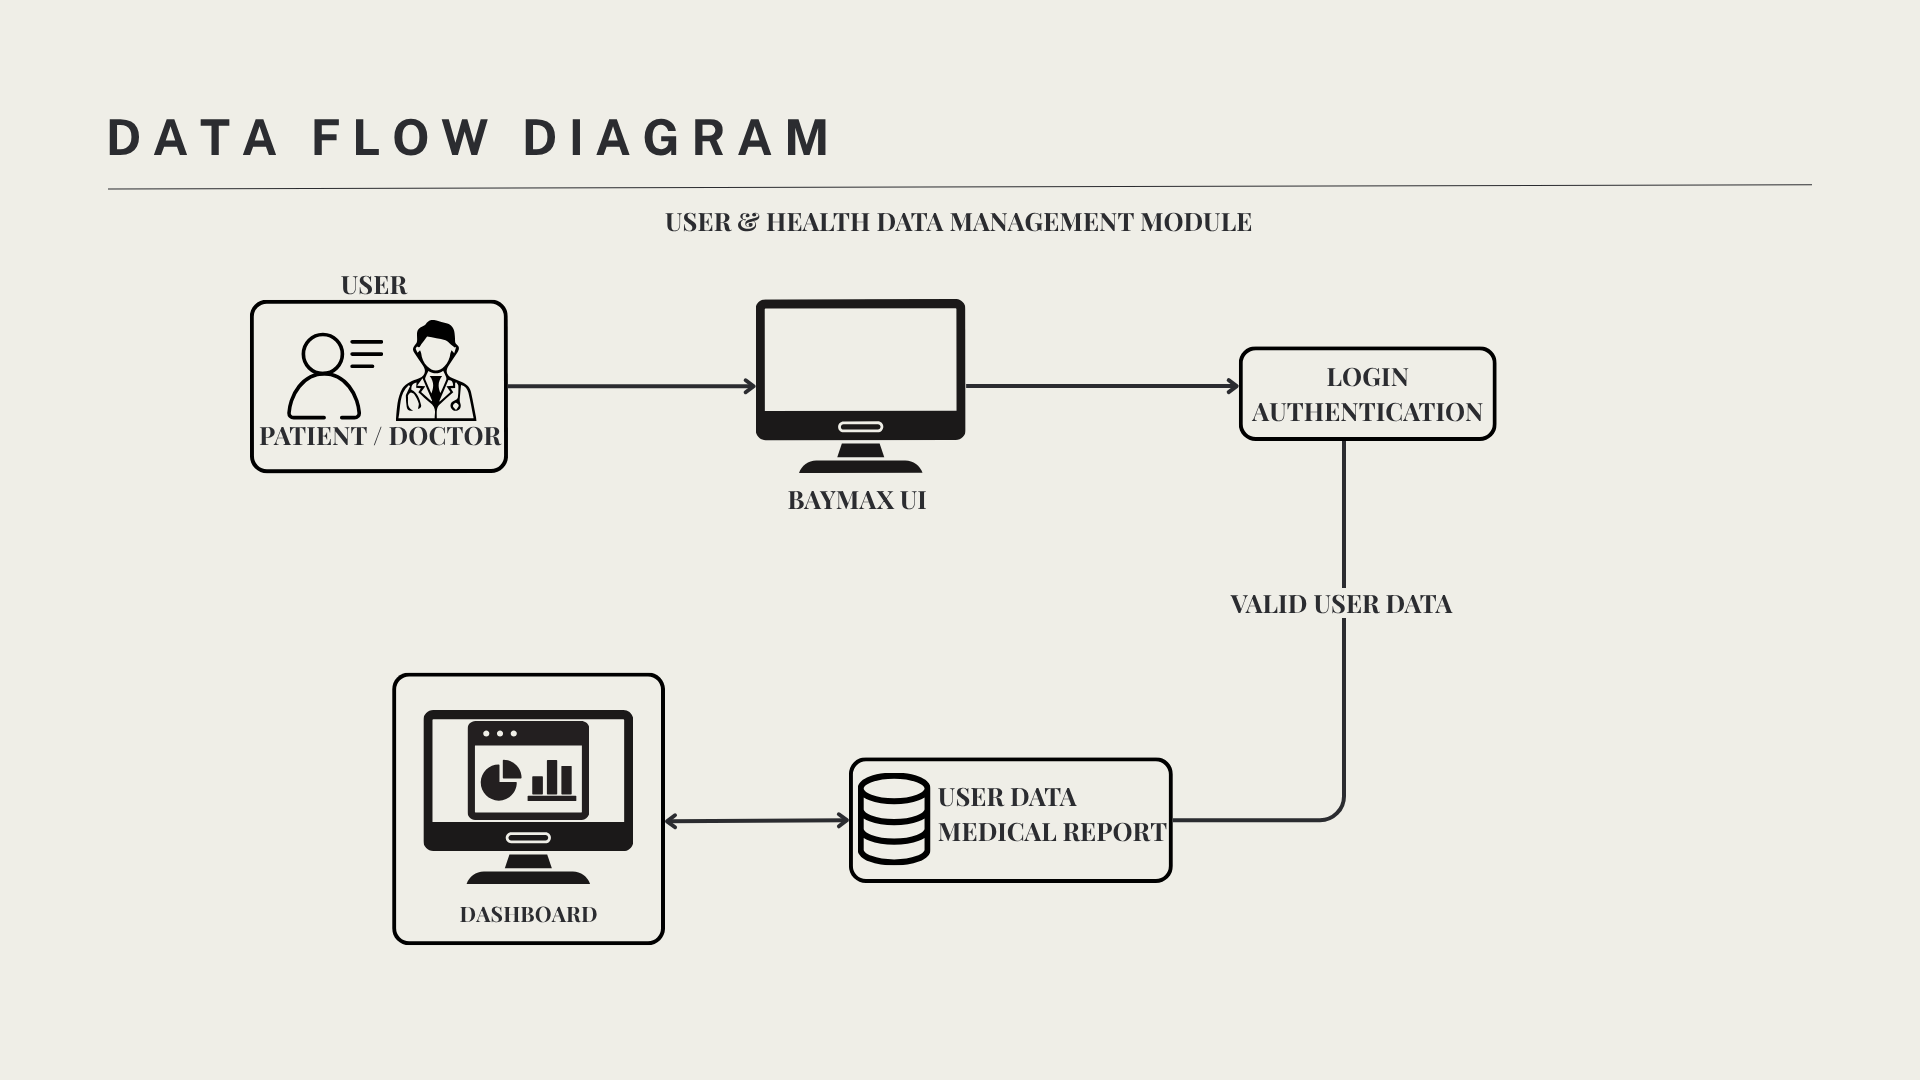 DATA FLOW DIAGRAM
USER & HEALTH DATA MANAGEMENT MODULE
USER
PATIENT / DOCTOR
BAYMAX UI
LOGIN
AUTHENTICATION
VALID USER DATA
USER DATA
MEDICAL REPORT
DASHBOARD